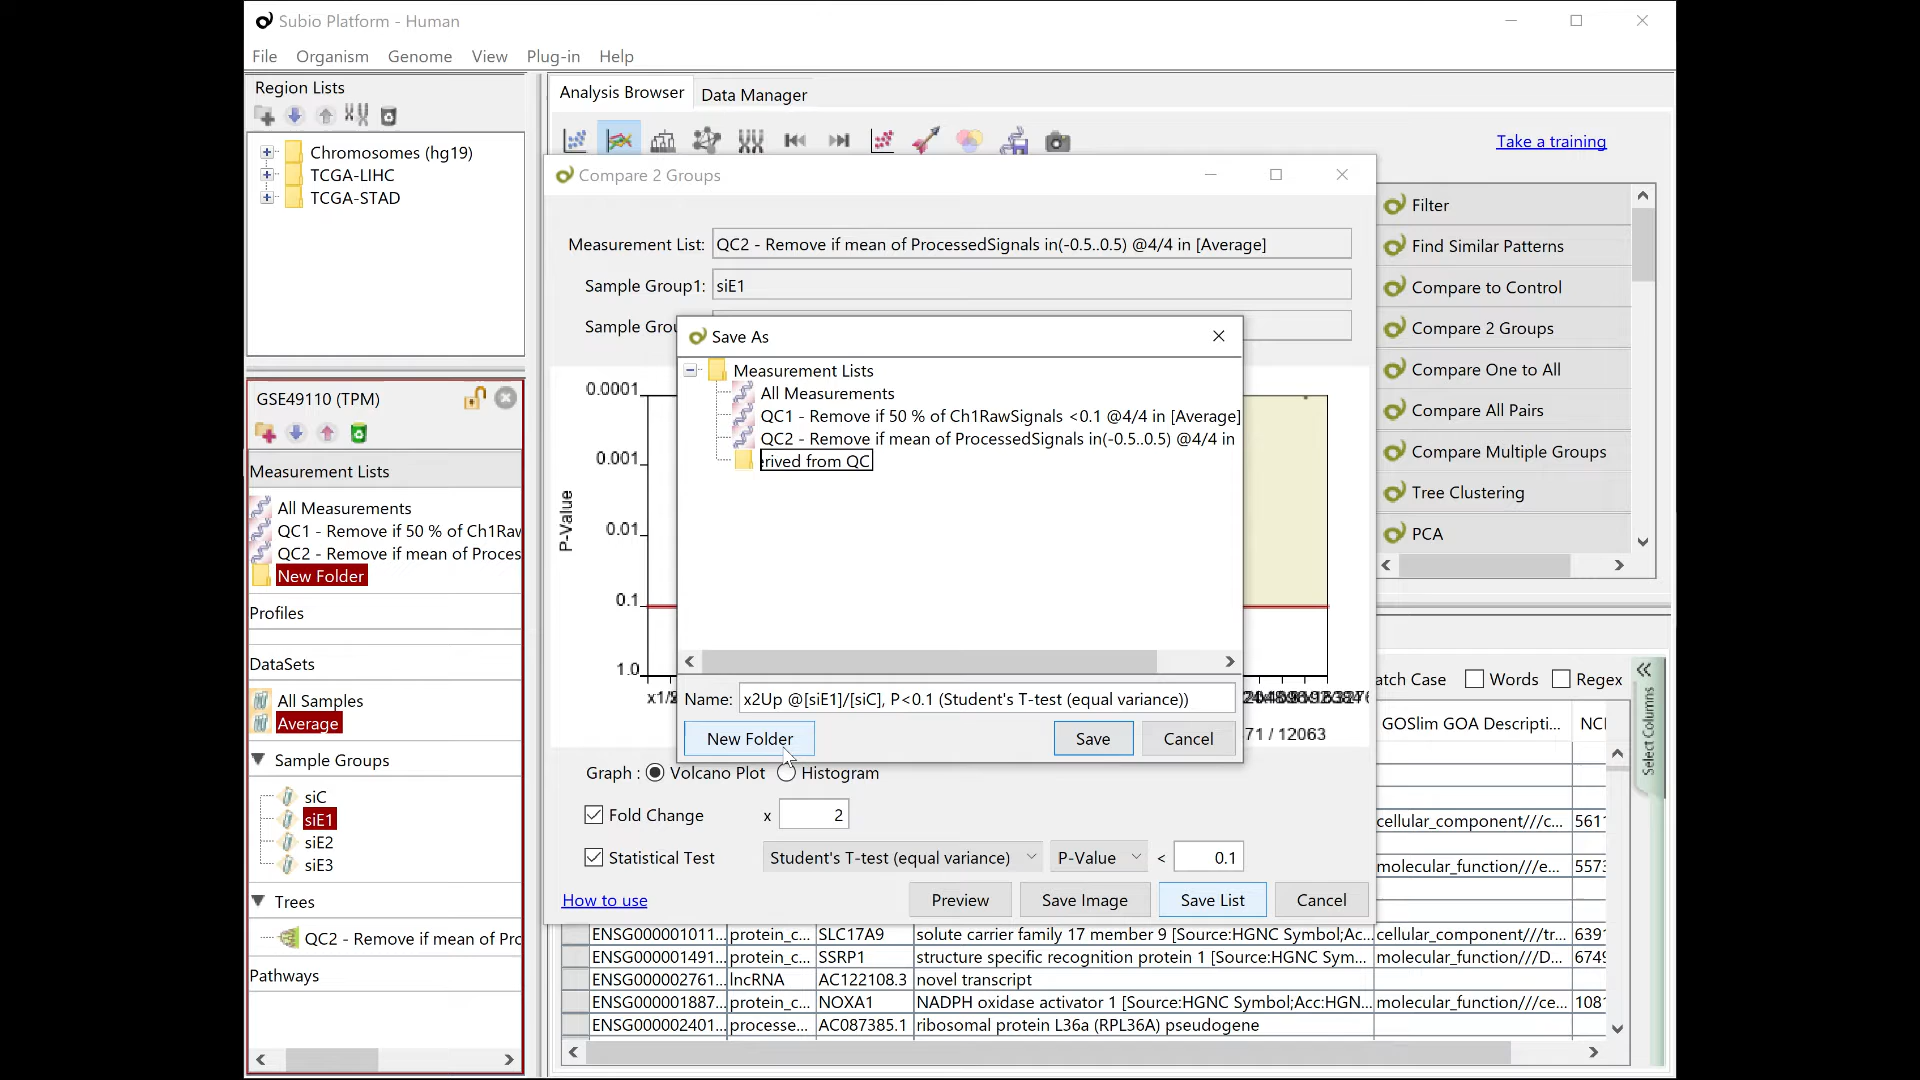 Subio Platform - Human
File Organism Genome View Plug-in Help
Region Lists
Chromosomes (hg19)
TCGA-LIHC
TCGA-STAD
GSE49110 (TPM)
Measurement Lists
All Measurements
QC1 - Remove if 50 % of Ch1Raw
QC2 - Remove if mean of Process
New Folder
Profiles
DataSets
All Samples
Average
Sample Groups
siC
siE1
siE2
siE3
Trees
QC2 - Remove if mean of Pro
Pathways
Analysis Browser Data Manager
Take a training
Compare 2 Groups
Measurement List: QC2 - Remove if mean of ProcessedSignals in(-0.5..0.5) @4/4 in [Average]
Sample Group1: siE1
Sample Grou
Save As
Measurement Lists
All Measurements
QC1 - Remove if 50 % of Ch1RawSignals <0.1 @4/4 in [Average]
QC2 - Remove if mean of ProcessedSignals in(-0.5..0.5) @4/4 in
rived from QC
Name: x2Up @[siE1]/[siC], P<0.1 (Student's T-test (equal variance))
New Folder Save Cancel
P-Value
0.0001
0.001
0.01
0.1
1.0
71 / 12063
Graph : Volcano Plot Histogram
Fold Change x 2
Statistical Test Student's T-test (equal variance) P-Value < 0.1
How to use Preview Save Image Save List Cancel
Filter
Find Similar Patterns
Compare to Control
Compare 2 Groups
Compare One to All
Compare All Pairs
Compare Multiple Groups
Tree Clustering
PCA
atch Case Words Regex
Select Columns
GOSlim GOA Descripti... NCI
cellular_component///c... 561
molecular_function///e... 5573
ENSG000001011... protein_c... SLC17A9 solute carrier family 17 member 9 [Source:HGNC Symbol;Ac... cellular_component///tr... 639
ENSG000001491... protein_c... SSRP1 structure specific recognition protein 1 [Source:HGNC Sym... molecular_function///D... 6749
ENSG000002761... lncRNA AC122108.3 novel transcript
ENSG000001887... protein_c... NOXA1 NADPH oxidase activator 1 [Source:HGNC Symbol;Acc:HGN... molecular_function///ce... 108
ENSG000002401... processe... AC087385.1 ribosomal protein L36a (RPL36A) pseudogene